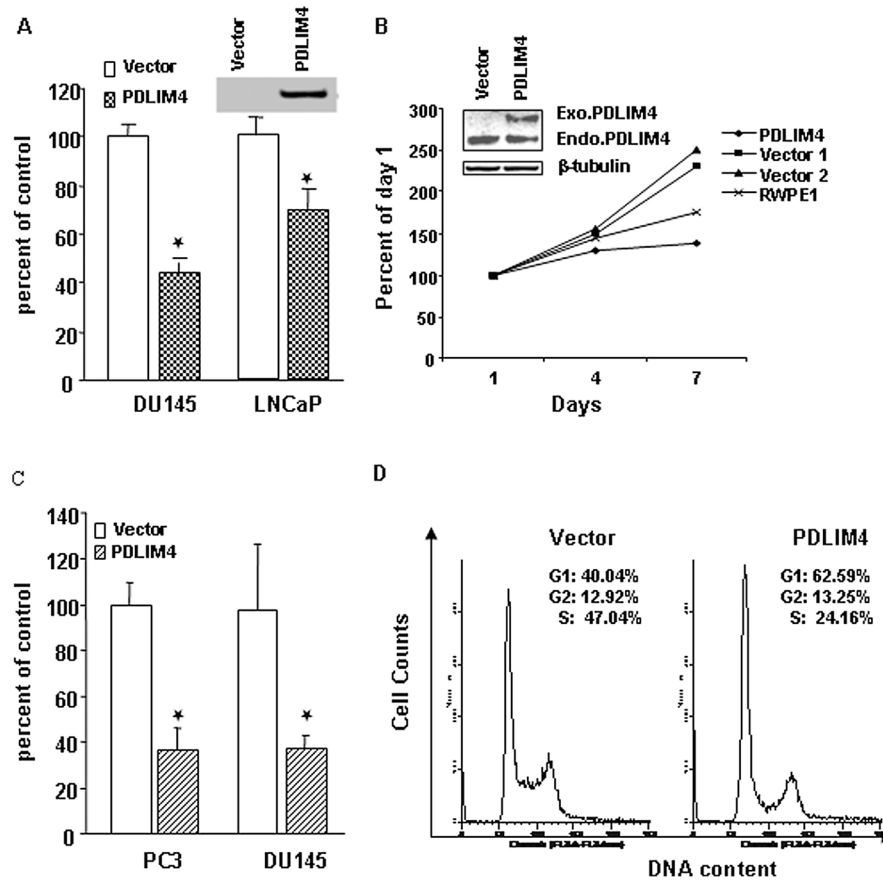 A
Vector
PDLIM4
Vector
PDLIM4
percent of control
120
100
80
60
40
20
0
DU145
LNCaP
B
Vector
PDLIM4
Exo.PDLIM4
Endo.PDLIM4
β-tubulin
PDLIM4
Vector 1
Vector 2
RWPE1
Percent of day 1
300
250
200
150
100
50
0
1 4 7
Days
C
Vector
PDLIM4
percent of control
140
120
100
80
60
40
20
0
PC3
DU145
D
Cell Counts
Vector
G1: 40.04%
G2: 12.92%
S: 47.04%
PDLIM4
G1: 62.59%
G2: 13.25%
S: 24.16%
DNA content